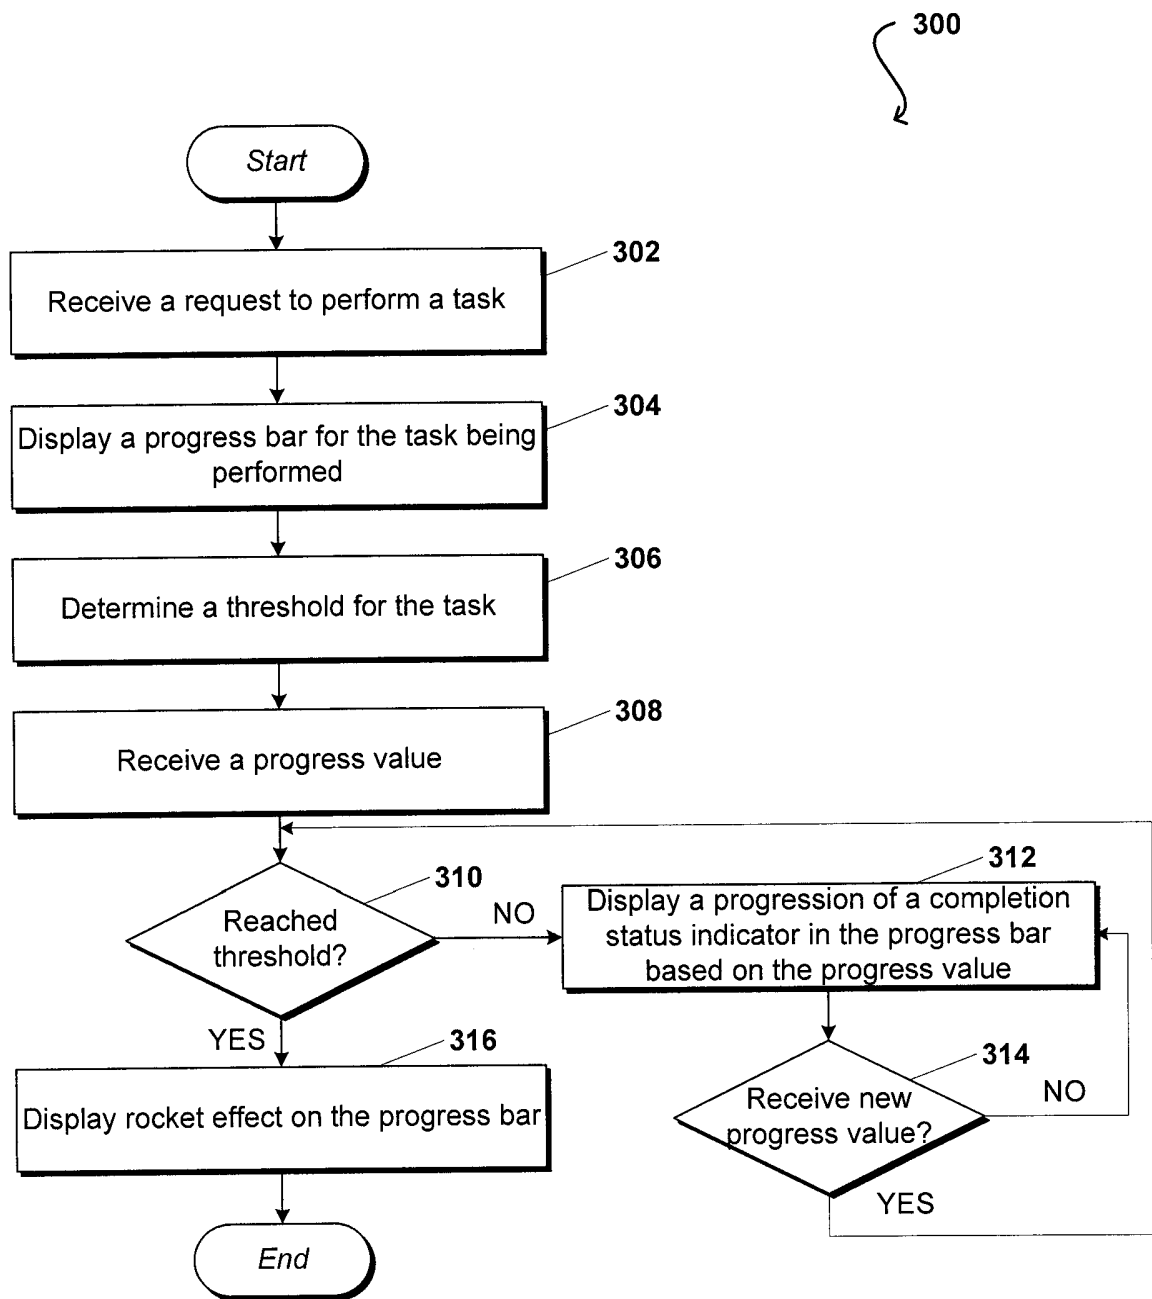 300
Start
302
Receive a request to perform a task
304
Display a progress bar for the task being
performed
306
Determine a threshold for the task
308
Receive a progress value
310
Reached
threshold?
NO
312
Display a progression of a completion
status indicator in the progress bar
based on the progress value
YES
314
Receive new
progress value?
NO
YES
316
Display rocket effect on the progress bar
End